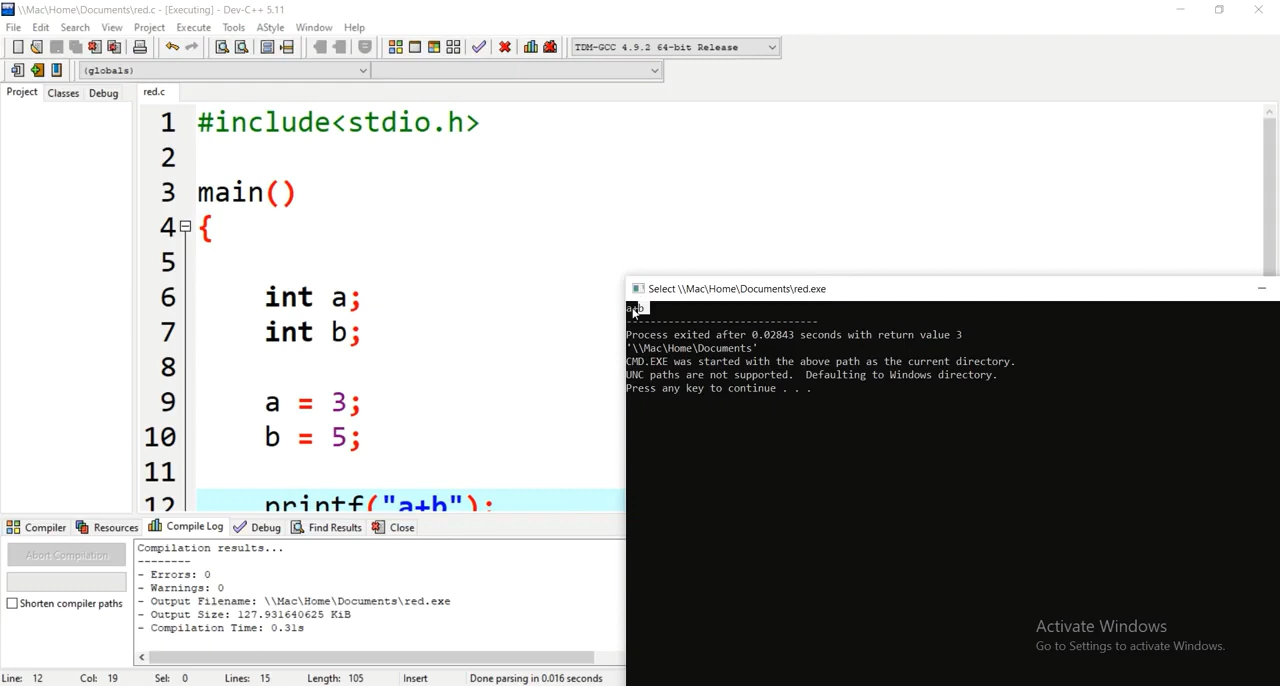 \\Mac\Home\Documents\red.c - [Executing] - Dev-C++ 5.11
File Edit Search View Project Execute Tools AStyle Window Help
TDM-GCC 4.9.2 64-bit Release
(globals)
Project Classes Debug
red.c
1 #include<stdio.h>
2
3 main()
4 {
5
6 int a;
7 int b;
8
9 a = 3;
10 b = 5;
11
12 printf("a+b");
Select \\Mac\Home\Documents\red.exe
a+b
--------------------------------
Process exited after 0.02843 seconds with return value 3
'\\Mac\Home\Documents'
CMD.EXE was started with the above path as the current directory.
UNC paths are not supported. Defaulting to Windows directory.
Press any key to continue . . .
Compiler Resources Compile Log Debug Find Results Close
Abort Compilation
Shorten compiler paths
Compilation results...
--------
- Errors: 0
- Warnings: 0
- Output Filename: \\Mac\Home\Documents\red.exe
- Output Size: 127.931640625 KiB
- Compilation Time: 0.31s
Activate Windows
Go to Settings to activate Windows.
Line: 12 Col: 19 Sel: 0 Lines: 15 Length: 105 Insert Done parsing in 0.016 seconds